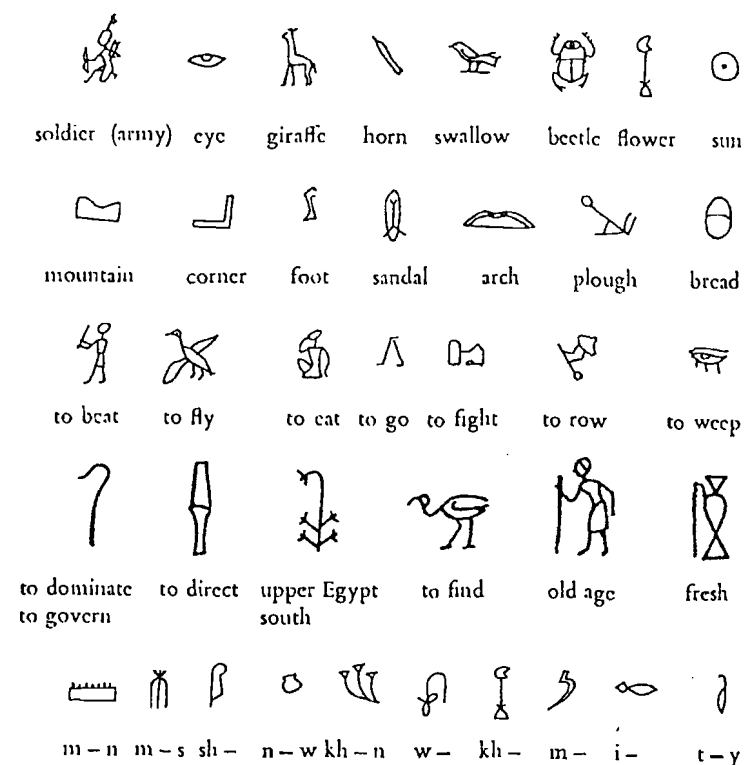 soldier (army) eye giraffe horn swallow beetle flower sun
mountain corner foot sandal arch plough bread
to beat to fly to eat to go to fight to row to weep
to dominate to direct upper Egypt to find old age fresh
to govern south
m – n m – s sh – n – w kh – n w – kh – m – i – t – y